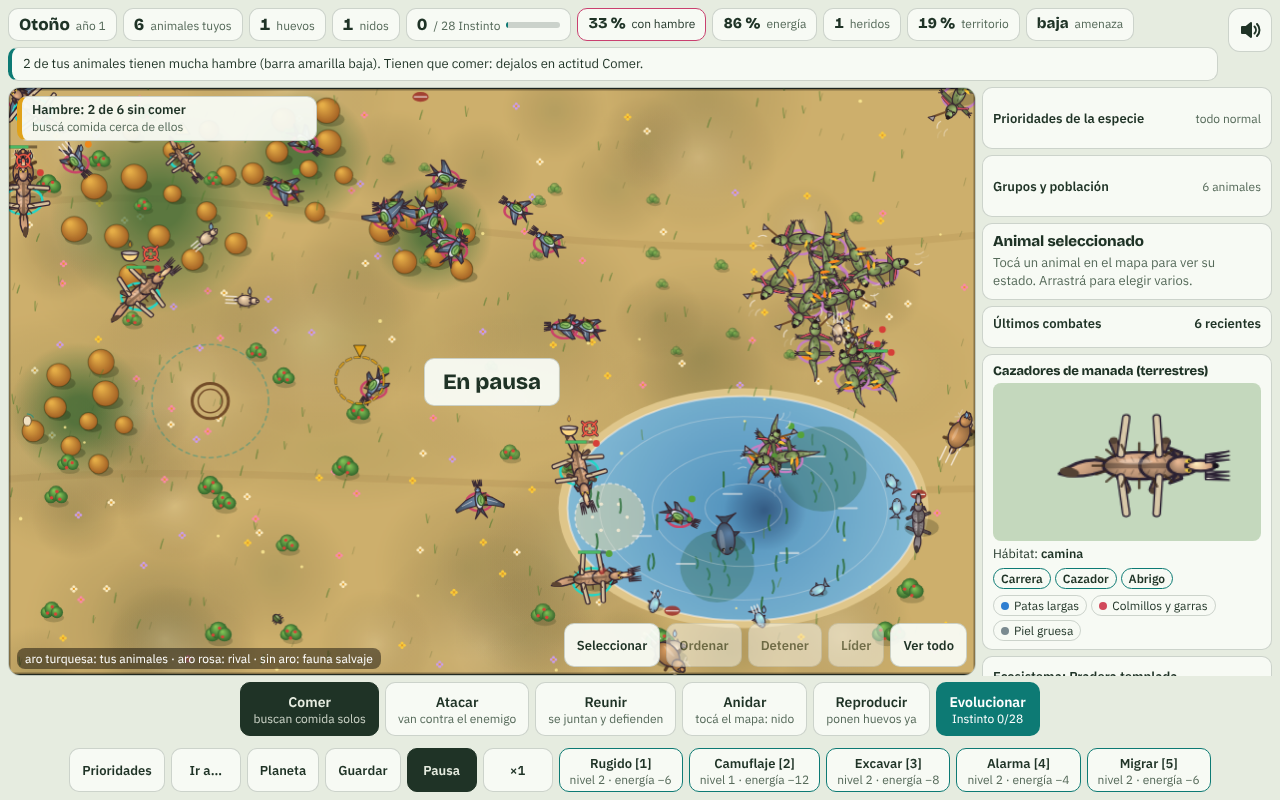 Otoño año 1
6 animales tuyos
1 huevos
1 nidos
0 / 28 Instinto
33 % con hambre
86 % energía
1 heridos
19 % territorio
baja amenaza
2 de tus animales tienen mucha hambre (barra amarilla baja). Tienen que comer: dejalos en actitud Comer.
Hambre: 2 de 6 sin comer
buscá comida cerca de ellos
En pausa
aro turquesa: tus animales · aro rosa: rival · sin aro: fauna salvaje
Seleccionar
Ordenar
Detener
Líder
Ver todo
Prioridades de la especie todo normal
Grupos y población 6 animales
Animal seleccionado
Tocá un animal en el mapa para ver su
estado. Arrastrá para elegir varios.
Últimos combates 6 recientes
Cazadores de manada (terrestres)
Hábitat: camina
Carrera Cazador Abrigo
Patas largas Colmillos y garras
Piel gruesa
Ecosistema: Pradera templada
Comer
buscan comida solos
Atacar
van contra el enemigo
Reunir
se juntan y defienden
Anidar
tocá el mapa: nido
Reproducir
ponen huevos ya
Evolucionar
Instinto 0/28
Prioridades
Ir a...
Planeta
Guardar
Pausa
×1
Rugido [1]
nivel 2 · energía −6
Camuflaje [2]
nivel 1 · energía −12
Excavar [3]
nivel 2 · energía −8
Alarma [4]
nivel 2 · energía −4
Migrar [5]
nivel 2 · energía −6